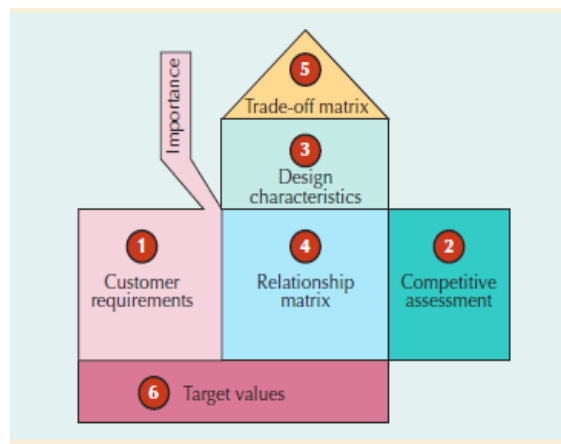 5
Trade-off matrix
Importance
3
Design
characteristics
1
Customer
requirements
4
Relationship
matrix
2
Competitive
assessment
6 Target values